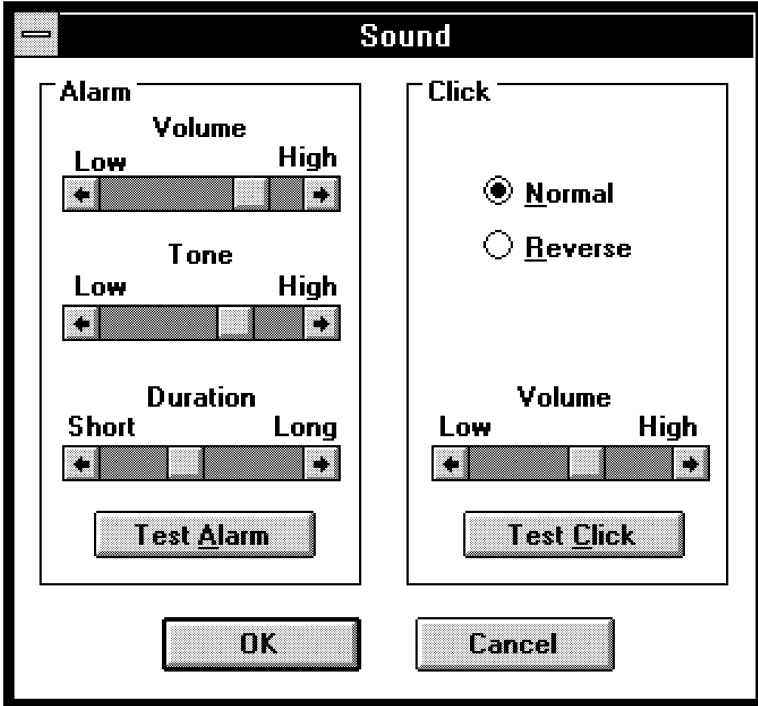 Sound
Alarm
Volume
Low High
Tone
Low High
Duration
Short Long
Test Alarm
Click
Normal
Reverse
Volume
Low High
Test Click
OK
Cancel